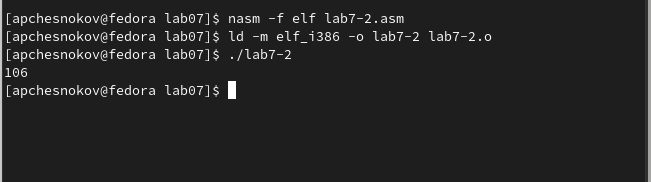 [apchesnokov@fedora lab07]$ nasm -f elf lab7-2.asm
[apchesnokov@fedora lab07]$ ld -m elf_i386 -o lab7-2 lab7-2.o
[apchesnokov@fedora lab07]$ ./lab7-2
106
[apchesnokov@fedora lab07]$